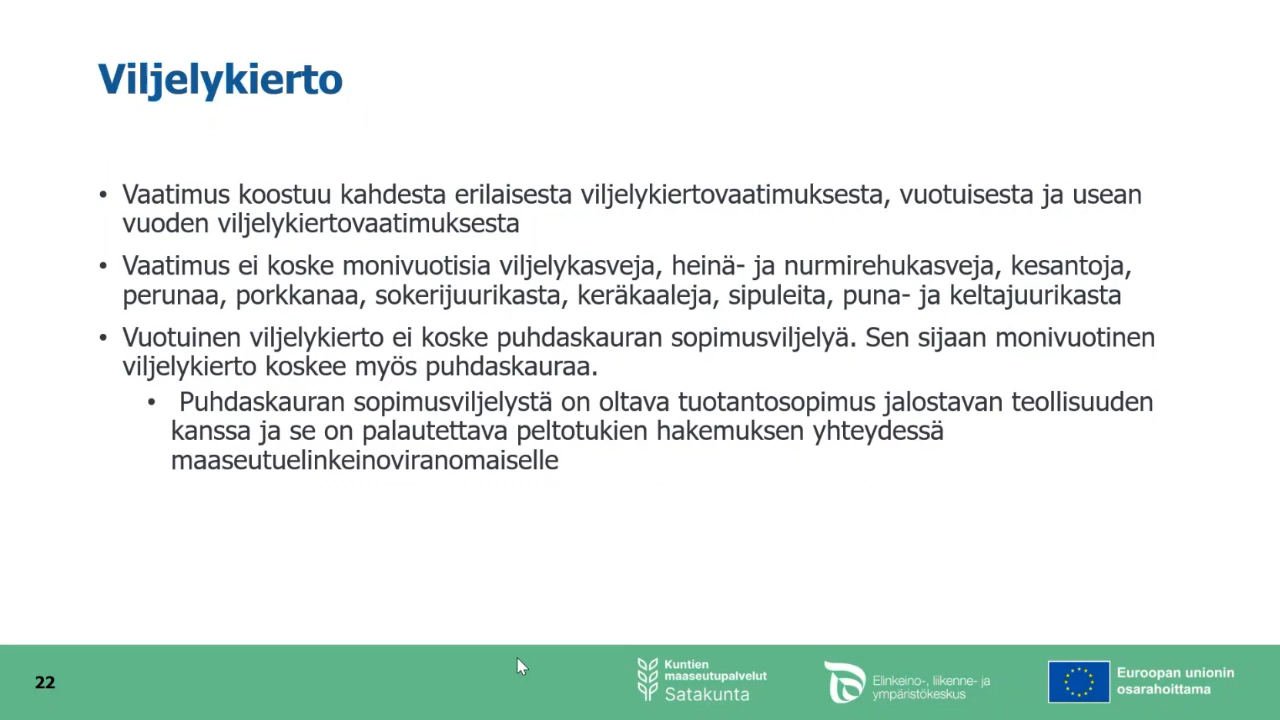 Viljelykierto
• Vaatimus koostuu kahdesta erilaisesta viljelykiertovaatimuksesta, vuotuisesta ja usean
vuoden viljelykiertovaatimuksesta
• Vaatimus ei koske monivuotisia viljelykasveja, heinä- ja nurmirehukasveja, kesantoja,
perunaa, porkkanaa, sokerijuurikasta, keräkaaleja, sipuleita, puna- ja keltajuurikasta
• Vuotuinen viljelykierto ei koske puhdaskauran sopimusviljelyä. Sen sijaan monivuotinen
viljelykierto koskee myös puhdaskauraa.
• Puhdaskauran sopimusviljelystä on oltava tuotantosopimus jalostavan teollisuuden
kanssa ja se on palautettava peltotukien hakemuksen yhteydessä
maaseutuelinkeinoviranomaiselle
22
Kuntien
maaseutupalvelut
Satakunta
Elinkeino-, liikenne- ja
ympäristökeskus
Euroopan unionin
osarahoittama